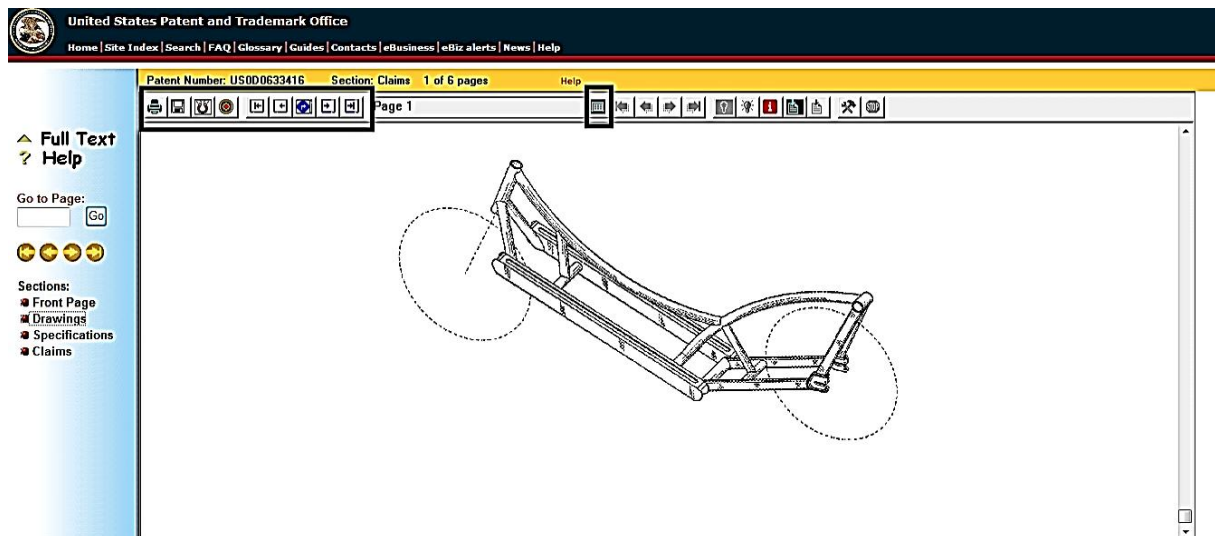 United States Patent and Trademark Office
Home|Site Index|Search|FAQ|Glossary|Guides|Contacts|eBusiness|eBiz alerts|News|Help
Patent Number: US0D0633416 Section: Claims 1 of 6 pages Help
Page 1
Full Text
? Help
Go to Page:
Go
Sections:
Front Page
Drawings
Specifications
Claims